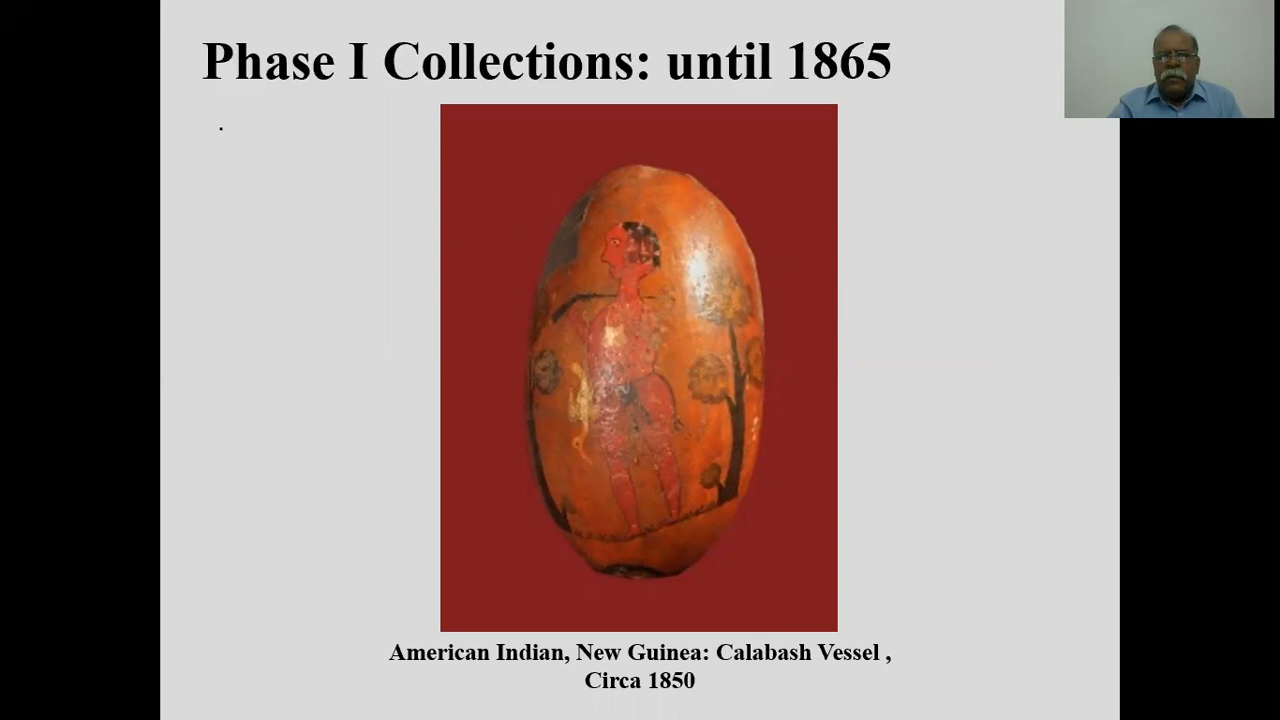 Phase I Collections: until 1865
.
American Indian, New Guinea: Calabash Vessel ,
Circa 1850